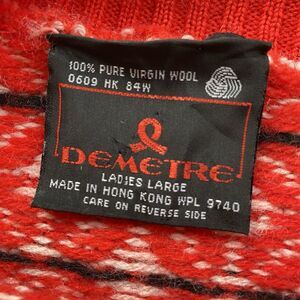 100% PURE VIRGIN WOOL
0609 HK 84W
DEMETRE
LADIES LARGE
MADE IN HONG KONG WPL 9740
CARE ON REVERSE SIDE